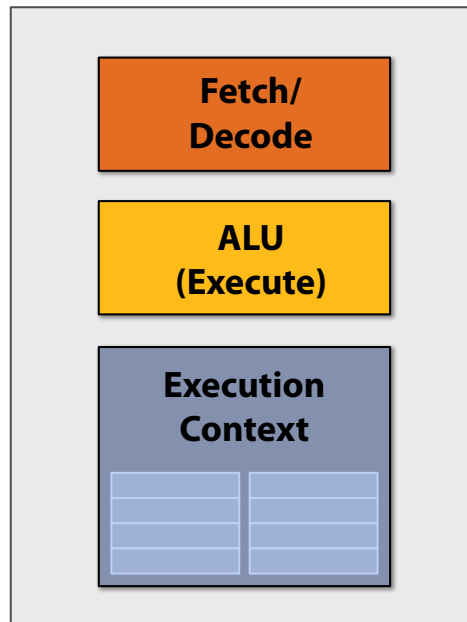 Fetch/
Decode
ALU
(Execute)
Execution
Context